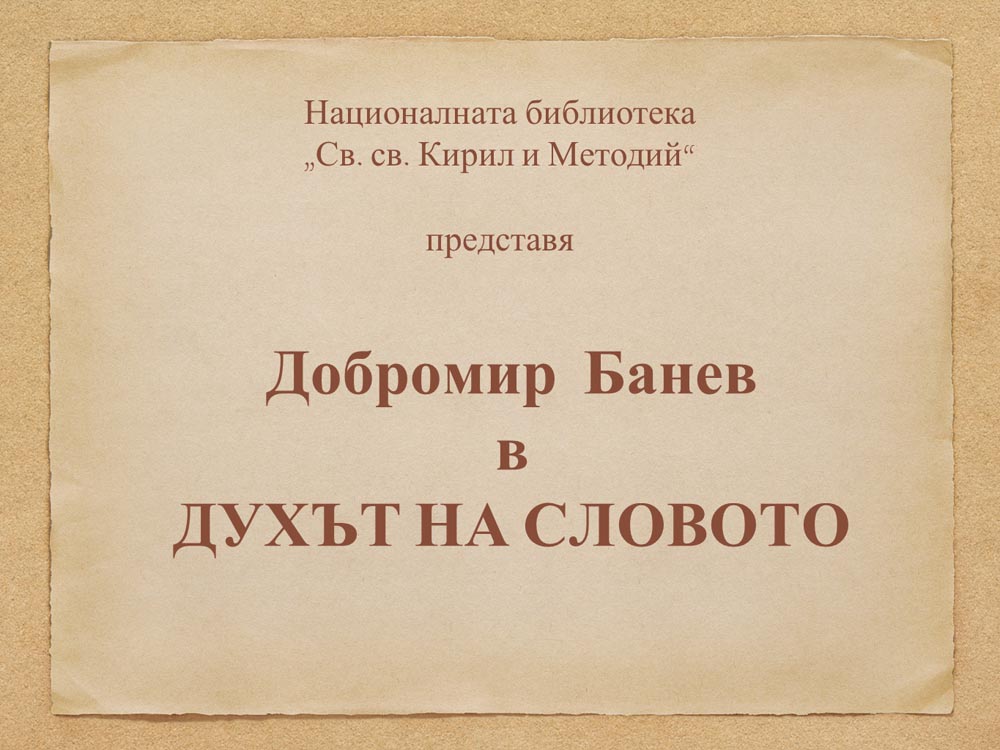 Националната библиотека
„Св. св. Кирил и Методий“
представя
Добромир Банев
в
ДУХЪТ НА СЛОВОТО